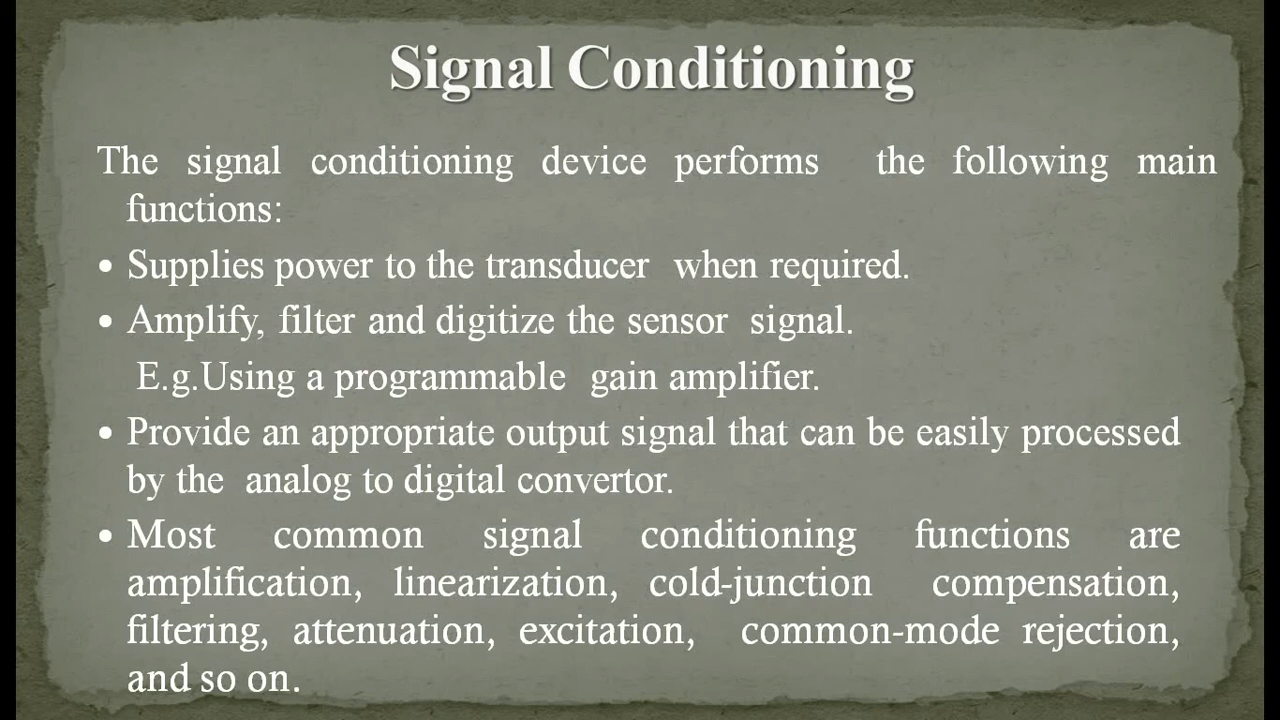 Signal Conditioning
The signal conditioning device performs the following main
functions:
• Supplies power to the transducer when required.
• Amplify, filter and digitize the sensor signal.
E.g.Using a programmable gain amplifier.
• Provide an appropriate output signal that can be easily processed
by the analog to digital convertor.
• Most common signal conditioning functions are
amplification, linearization, cold-junction compensation,
filtering, attenuation, excitation, common-mode rejection,
and so on.